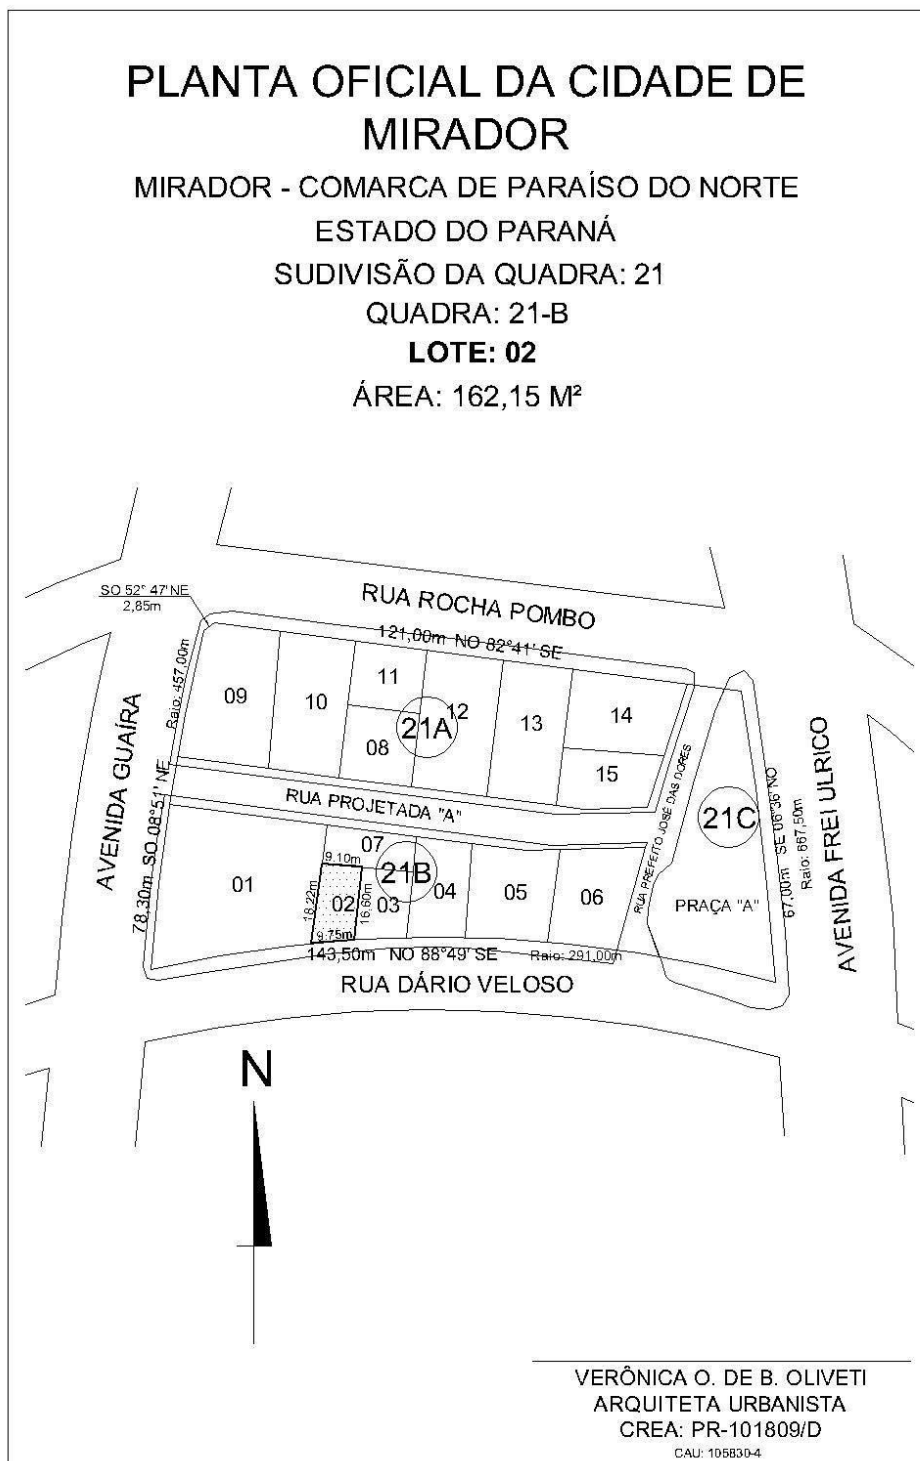 PLANTA OFICIAL DA CIDADE DE
MIRADOR
MIRADOR - COMARCA DE PARAÍSO DO NORTE
ESTADO DO PARANÁ
SUDIVISÃO DA QUADRA: 21
QUADRA: 21-B
LOTE: 02
ÁREA: 162,15 M²
SO 52° 47' NE
2,85m
RUA ROCHA POMBO
121,00m NO 82°41' SE
Raio: 457,00m
AVENIDA GUAÍRA
78,30m SO 08°51' NE
09
10
11
08
12
21A
13
14
15
RUA PROJETADA "A"
RUA PREFEITO JOSÉ DAS DORES
21C
PRAÇA "A"
67,00m SE 06°36' NO
Raio: 667,50m
AVENIDA FREI ULRICO
01
07
9,10m
21B
18,22m
02
16,60m
03
04
05
06
9,75m
143,50m NO 88°49' SE
Raio: 291,00m
RUA DÁRIO VELOSO
N
VERÔNICA O. DE B. OLIVETI
ARQUITETA URBANISTA
CREA: PR-101809/D
CAU: 105830-4